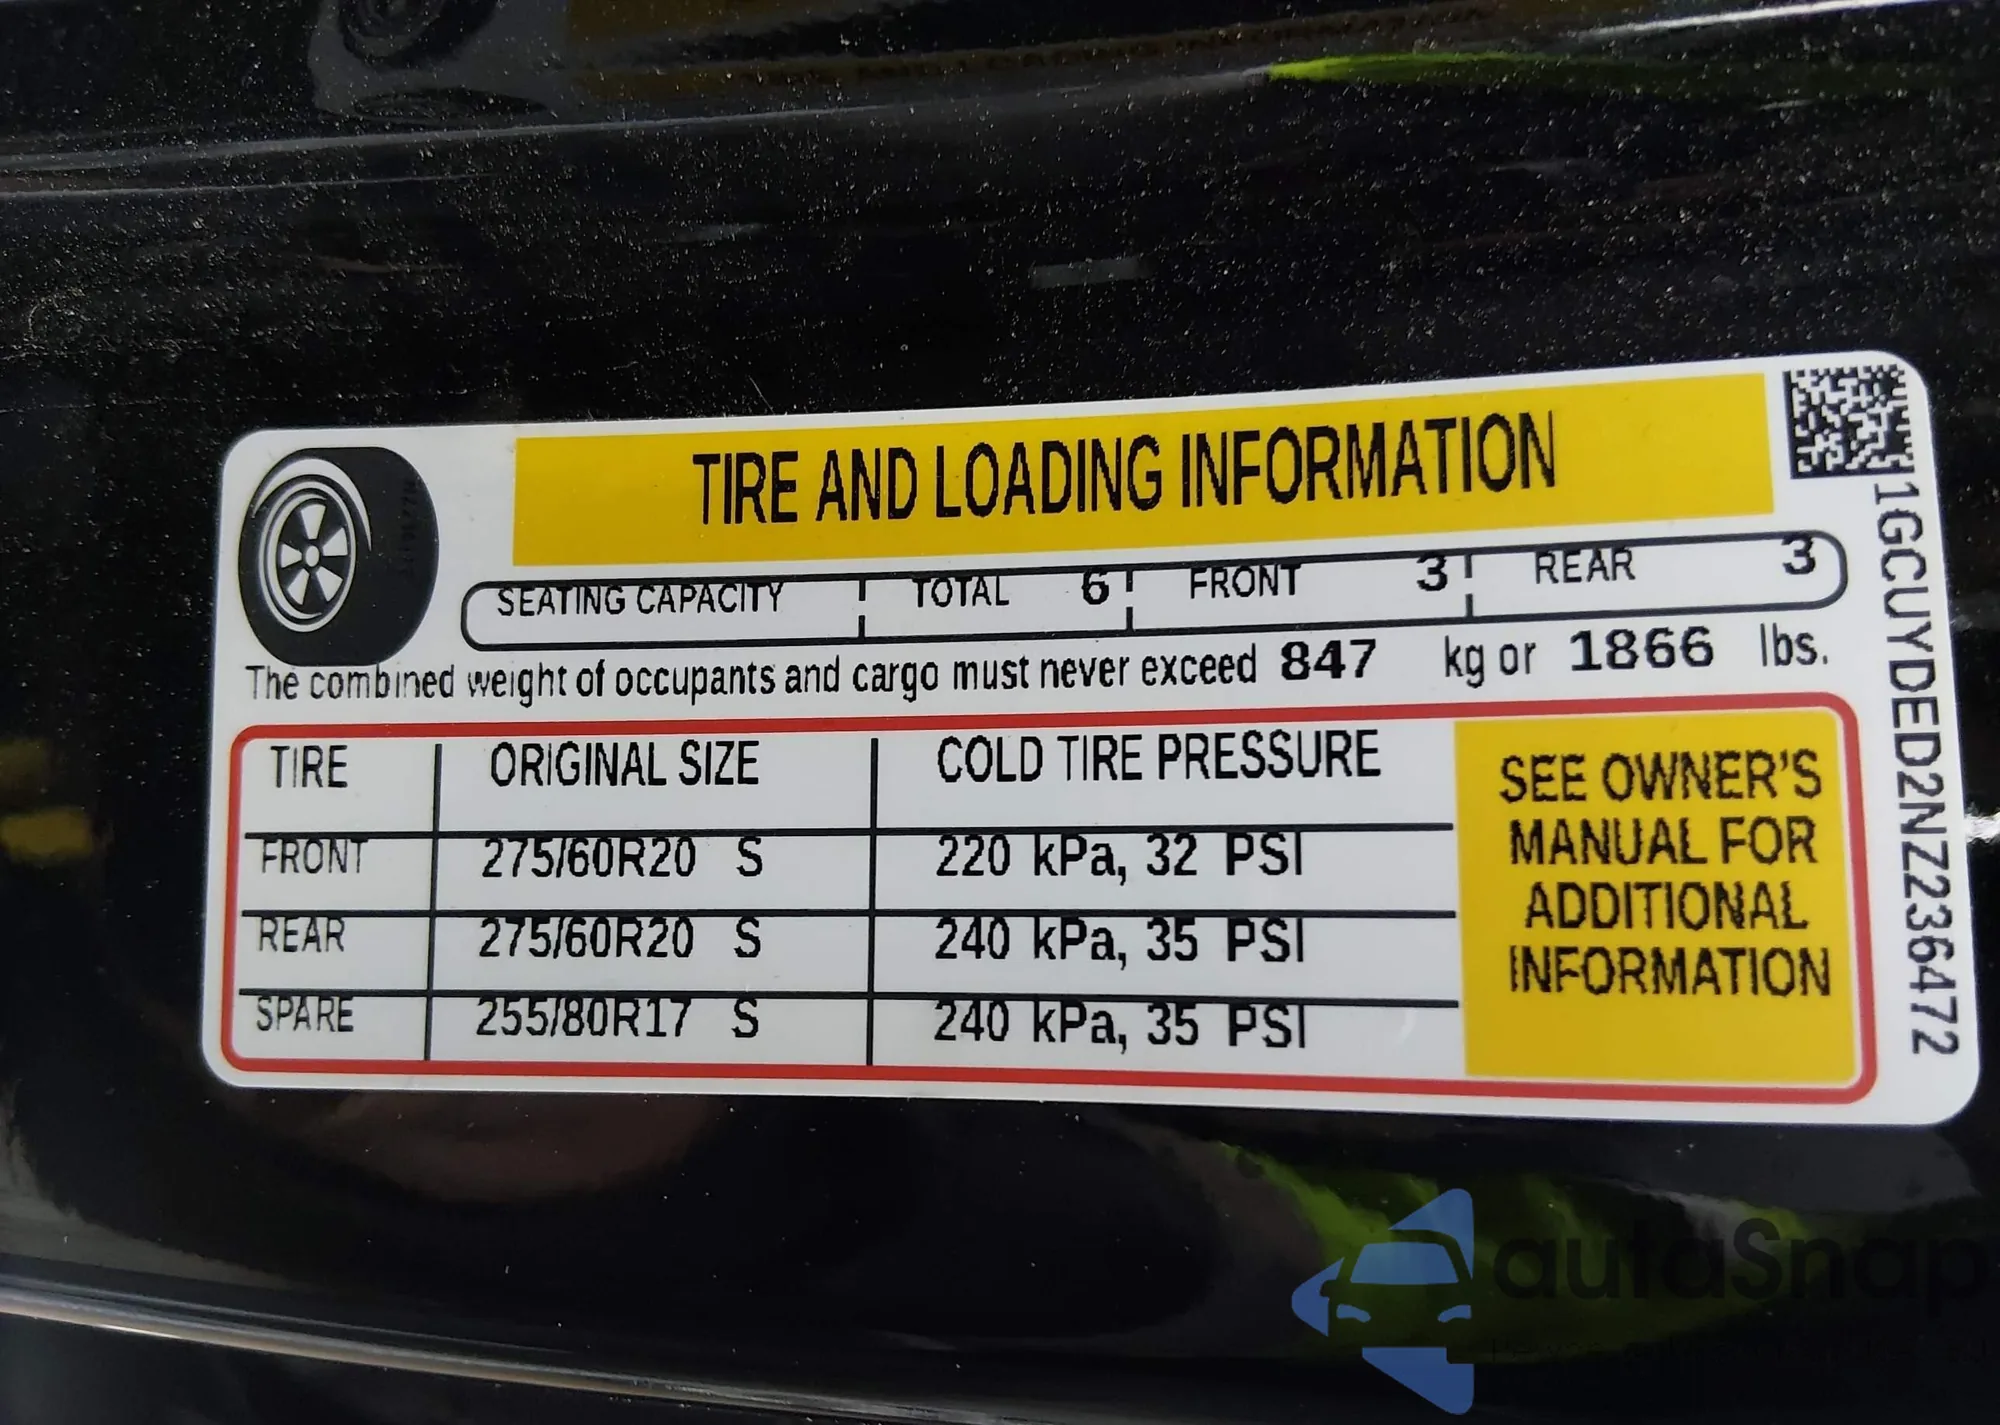 TIRE AND LOADING INFORMATION
SEATING CAPACITY TOTAL 6 FRONT 3 REAR 3
The combined weight of occupants and cargo must never exceed 847 kg or 1866 lbs.
TIRE ORIGINAL SIZE COLD TIRE PRESSURE
FRONT 275/60R20 S 220 kPa, 32 PSI
REAR 275/60R20 S 240 kPa, 35 PSI
SPARE 255/80R17 S 240 kPa, 35 PSI
SEE OWNER'S
MANUAL FOR
ADDITIONAL
INFORMATION
1GCUYDED2NZ236472
autaSnap